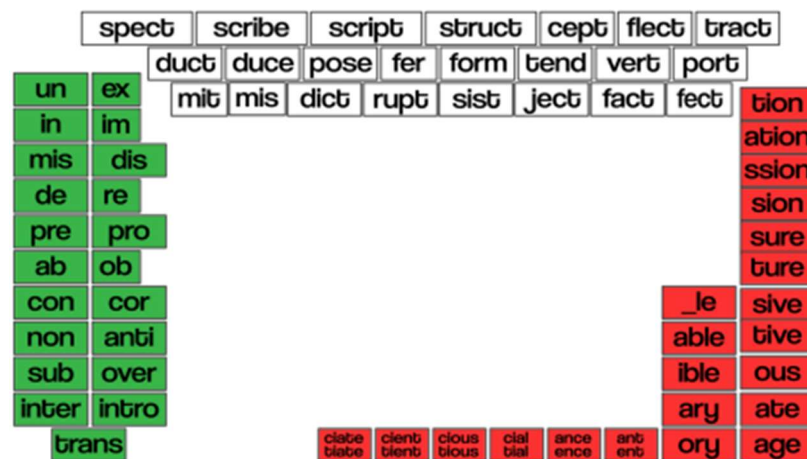 spect scribe script struct cept flect tract
duct duce pose fer form tend vert port
mit mis dict rupt sist ject fact fect
un ex
in im
mis dis
de re
pre pro
ab ob
con cor
non anti
sub over
inter intro
trans
tion
ation
ssion
sion
sure
ture
_le sive
able tive
ible ous
ary ate
ory age
ciate cient cious cial ance ant
tiate tient tious tial ence ent